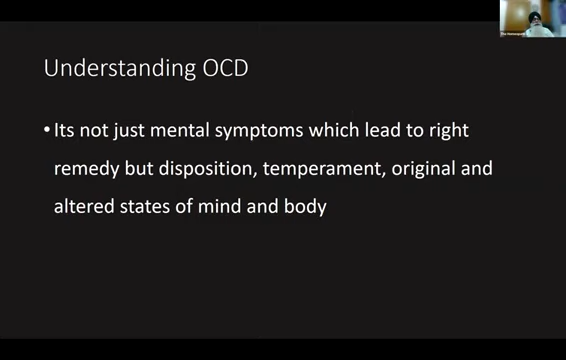 Understanding OCD
• Its not just mental symptoms which lead to right
remedy but disposition, temperament, original and
altered states of mind and body